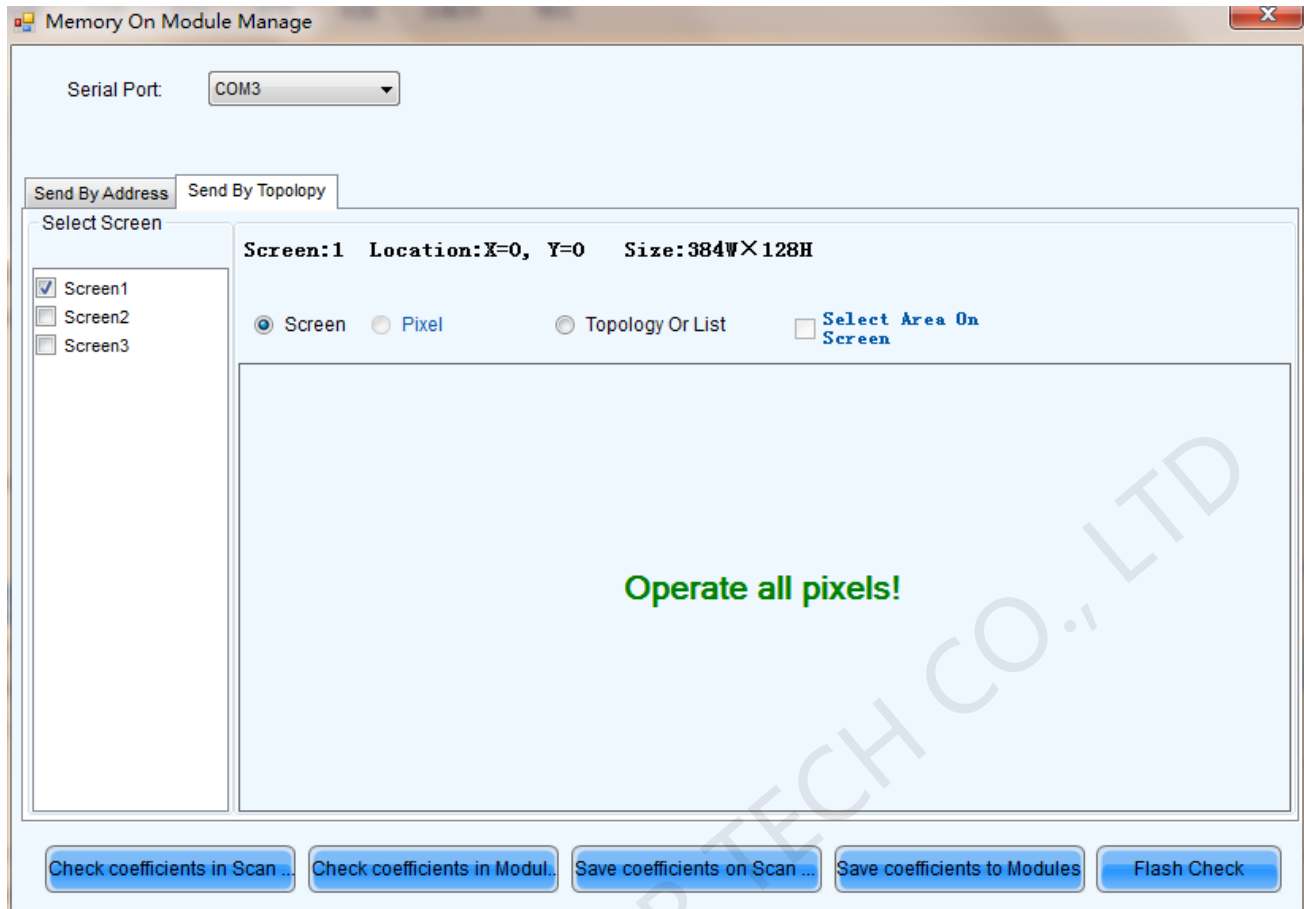 Memory On Module Manage
Serial Port: COM3
Send By Address Send By Topolopy
Select Screen
Screen:1 Location:X=0, Y=0 Size:384W×128H
Screen1
Screen2
Screen3
Screen Pixel Topology Or List Select Area On
Screen
Operate all pixels!
Check coefficients in Scan ... Check coefficients in Modul.. Save coefficients on Scan ... Save coefficients to Modules Flash Check
TECH CO., LTD